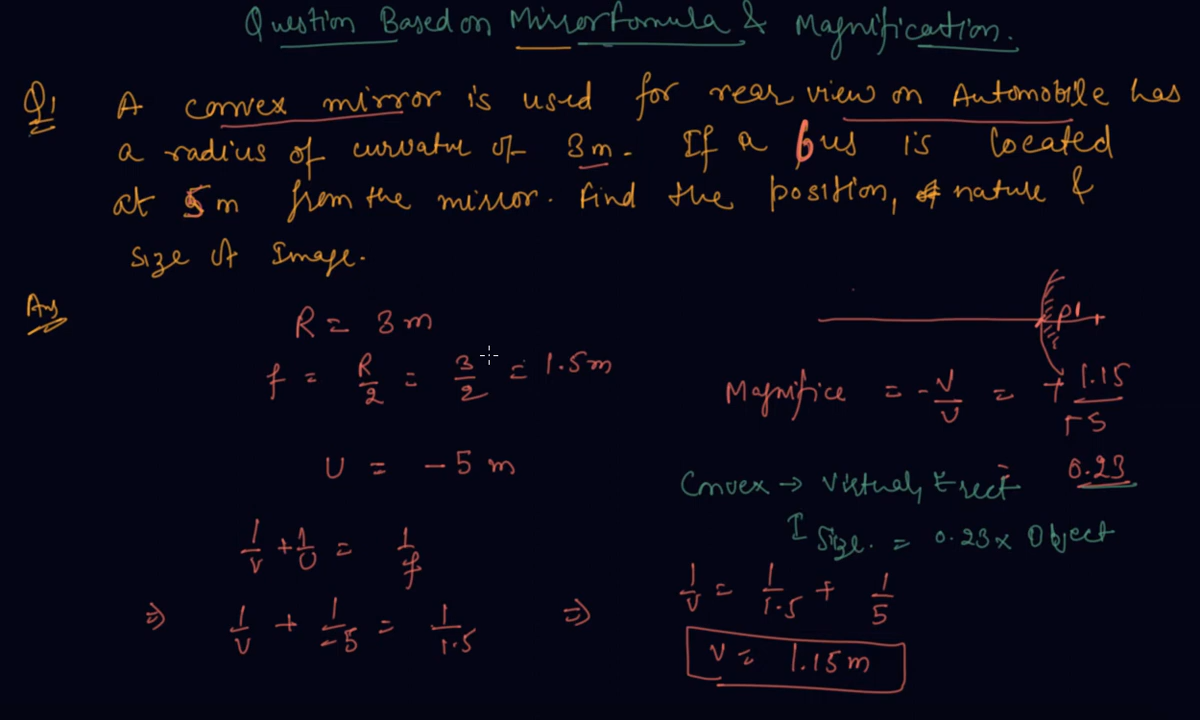 Question Based on Mirror formula & Magnification.
Q1 A convex mirror is used for rear view on Automobile has
a radius of curvatur of 3m. If a bus is located
at 5m from the mirror. Find the position, nature &
size of Image.
Ans
R = 3m
f = R/2 = 3/2 = 1.5m
U = -5 m
1/v + 1/U = 1/f
⇒ 1/v + 1/-5 = 1/1.5 ⇒
P
Magnifice = -V/U = + 1.15/+5
= 0.23
Convex → Virtual, Erect
I Size. = 0.23 x Object
1/v = 1/1.5 + 1/5
V = 1.15m